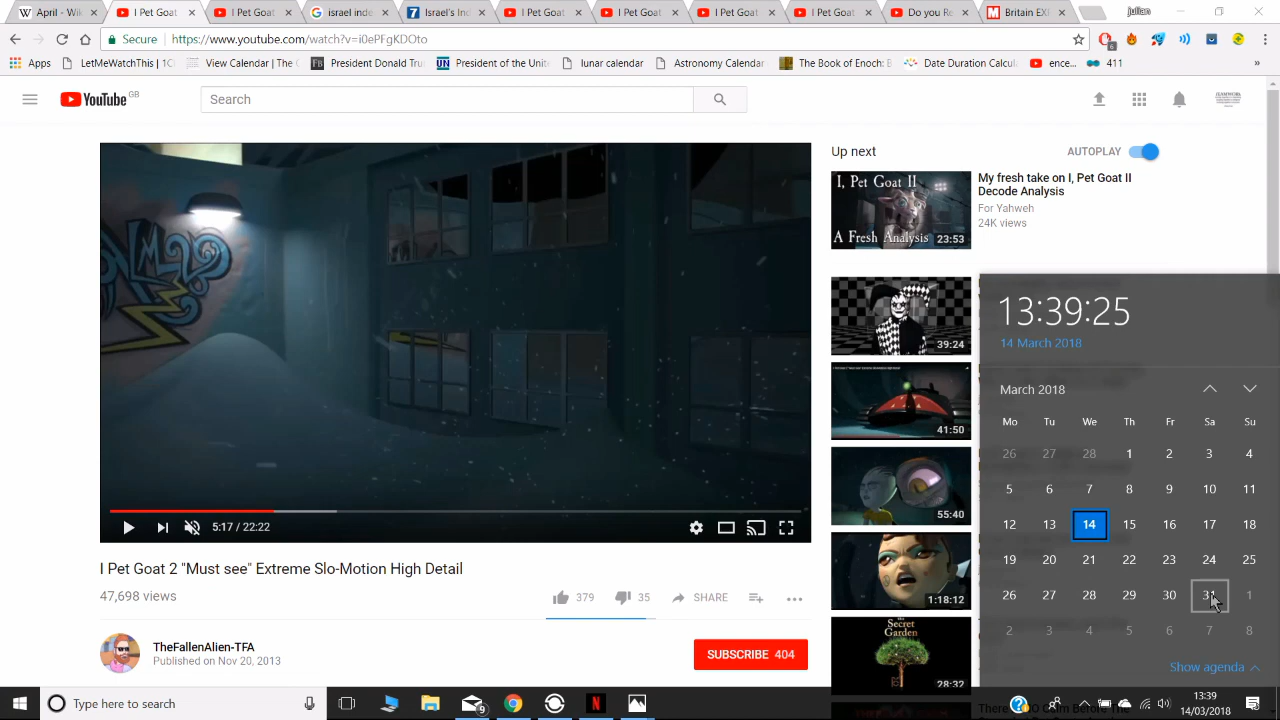 April - Wik
I Pet Goat
I Pet Goat
israel inde
Israel's Ind
I Pet Goat
I Pet Goat
I Pet Goat
I Pet Goat
Do you Re
Britain EXI
Secure https://www.youtube.com/watch?v=i0ePFgKDOto
6
Apps LetMeWatchThis | 1C View Calendar | The C President Donald Tru President of the Unit lunar calendar Astronomy Calendar The Book of Enoch: B Date Duration Calcul ence... 411 »
YouTube GB
Search
Up next
AUTOPLAY
I, Pet Goat II
A Fresh Analysis 23:53
My fresh take on I, Pet Goat II
Decode Analysis
For Yahweh
24K views
39:24
41:50
55:40
1:18:12
The Secret Garden
28:32
5:17 / 22:22
I Pet Goat 2 "Must see" Extreme Slo-Motion High Detail
47,698 views
379
35
SHARE
TheFallenAlien-TFA
Published on Nov 20, 2013
SUBSCRIBE 404
13:39:25
14 March 2018
March 2018
Mo Tu We Th Fr Sa Su
26 27 28 1 2 3 4
5 6 7 8 9 10 11
12 13 14 15 16 17 18
19 20 21 22 23 24 25
26 27 28 29 30 31 1
2 3 4 5 6 7 8
Show agenda
Type here to search
9
N
13:39
14/03/2018